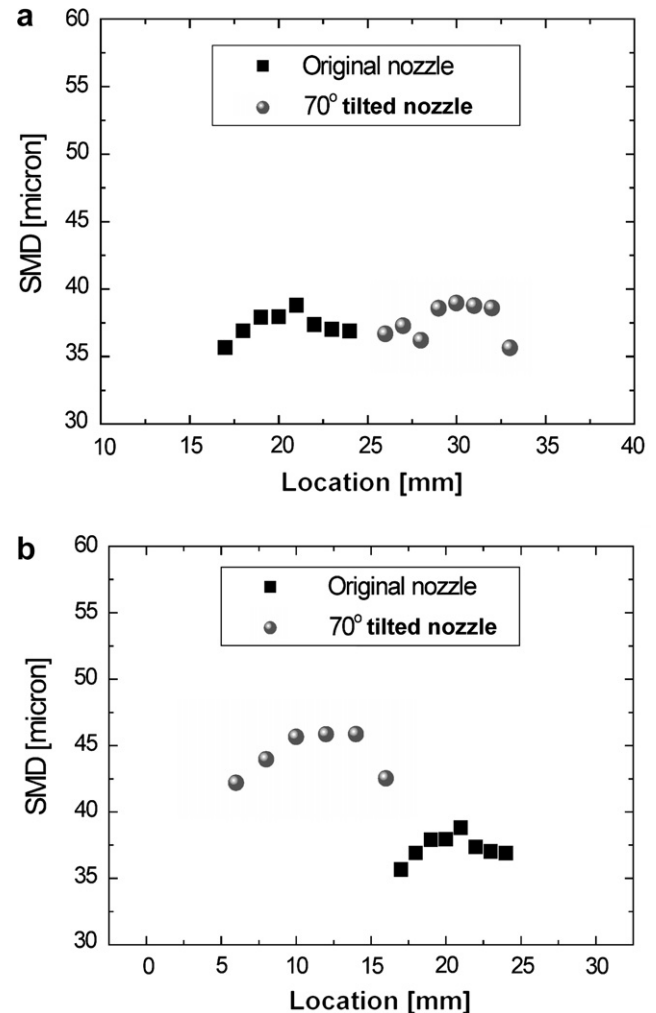 a
60
Original nozzle
55
70° tilted nozzle
50
SMD [micron]
45
40
35
30
10 15 20 25 30 35 40
Location [mm]
b
60
Original nozzle
55
70° tilted nozzle
50
SMD [micron]
45
40
35
30
0 5 10 15 20 25 30
Location [mm]